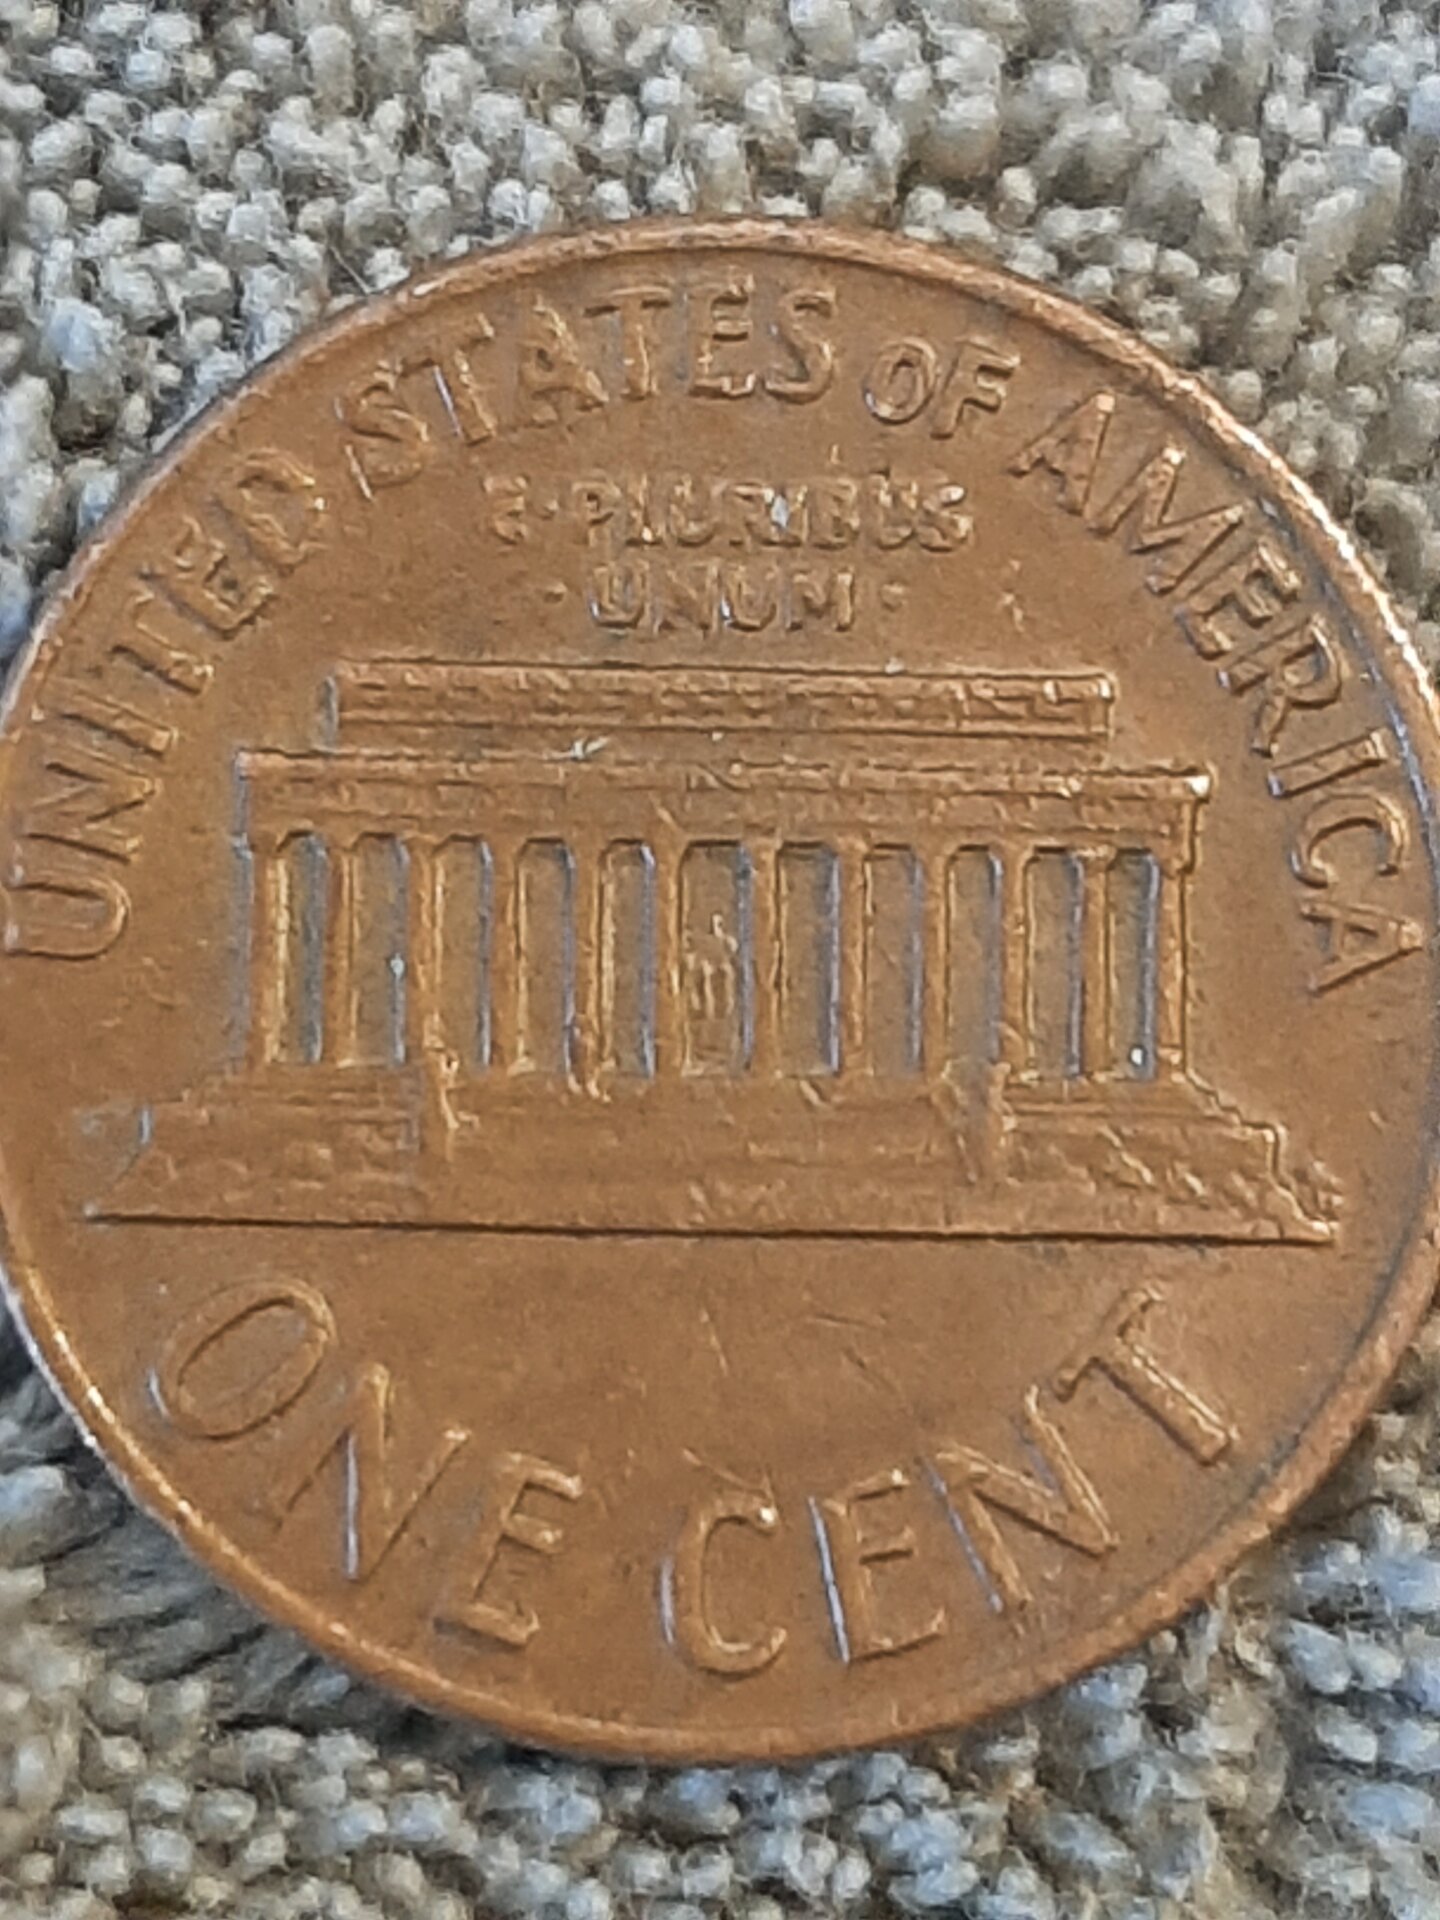 UNITED STATES OF AMERICA
E·PLURIBUS
·UNUM·
ONE CENT